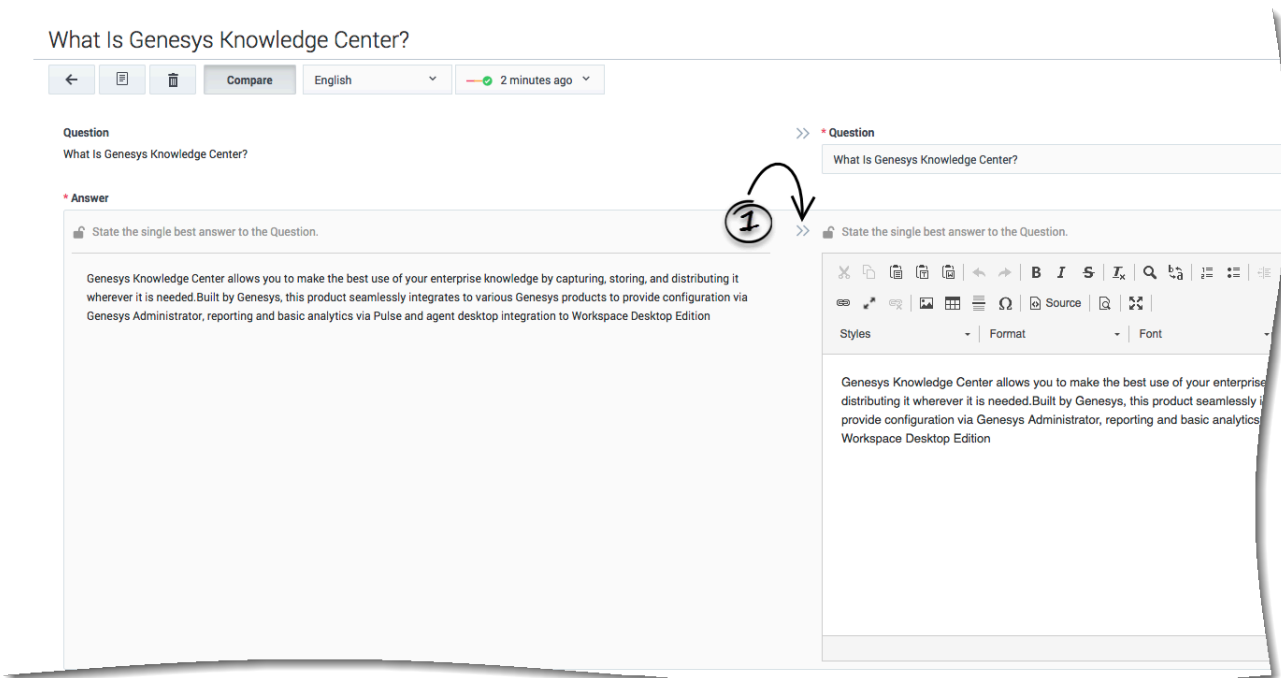 What Is Genesys Knowledge Center?
Compare
English
2 minutes ago
Question
What Is Genesys Knowledge Center?
* Answer
State the single best answer to the Question.
Genesys Knowledge Center allows you to make the best use of your enterprise knowledge by capturing, storing, and distributing it
wherever it is needed.Built by Genesys, this product seamlessly integrates to various Genesys products to provide configuration via
Genesys Administrator, reporting and basic analytics via Pulse and agent desktop integration to Workspace Desktop Edition
1
* Question
What Is Genesys Knowledge Center?
State the single best answer to the Question.
B I S Ix
Ω Source
Styles Format Font
Genesys Knowledge Center allows you to make the best use of your enterprise
distributing it wherever it is needed.Built by Genesys, this product seamlessly
provide configuration via Genesys Administrator, reporting and basic analytics
Workspace Desktop Edition